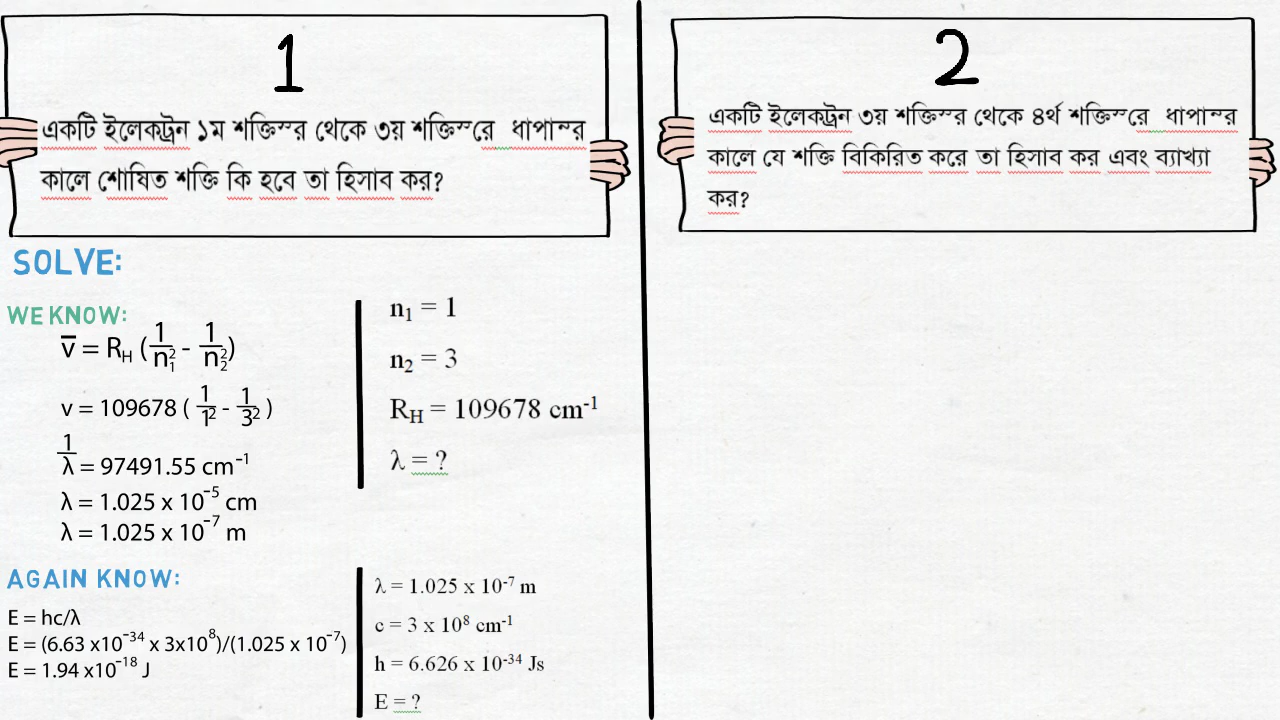 1
একটি ইলেকট্রন ১ম শক্তিস্তর থেকে ৩য় শক্তিস্তরে ধাপান্তর
কালে শোষিত শক্তি কি হবে তা হিসাব কর?
SOLVE:
WE KNOW:
v̅ = R_H (1/n₁² - 1/n₂²)
v = 109678 ( 1/1² - 1/3² )
1/λ = 97491.55 cm⁻¹
λ = 1.025 x 10⁻⁵ cm
λ = 1.025 x 10⁻⁷ m
n₁ = 1
n₂ = 3
R_H = 109678 cm⁻¹
λ = ?
AGAIN KNOW:
E = hc/λ
E = (6.63 x10⁻³⁴ x 3x10⁸)/(1.025 x 10⁻⁷)
E = 1.94 x10⁻¹⁸ J
λ = 1.025 x 10⁻⁷ m
c = 3 x 10⁸ cm⁻¹
h = 6.626 x 10⁻³⁴ Js
E = ?
2
একটি ইলেকট্রন ৩য় শক্তিস্তর থেকে ৪র্থ শক্তিস্তরে ধাপান্তর
কালে যে শক্তি বিকিরিত করে তা হিসাব কর এবং ব্যাখ্যা
কর?